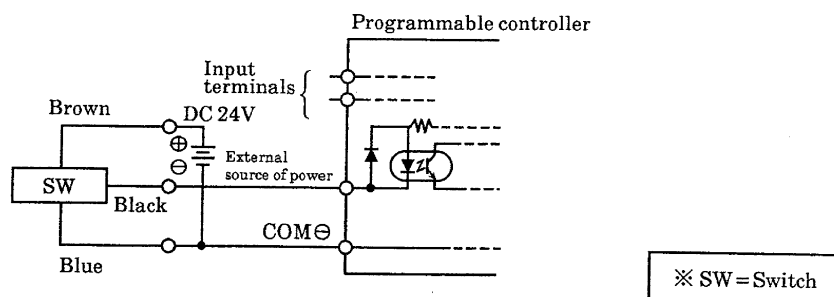 Programmable controller
Input
terminals
Brown
DC 24V
⊕
⊖
External
source of power
SW
Black
COM⊖
Blue
※ SW=Switch